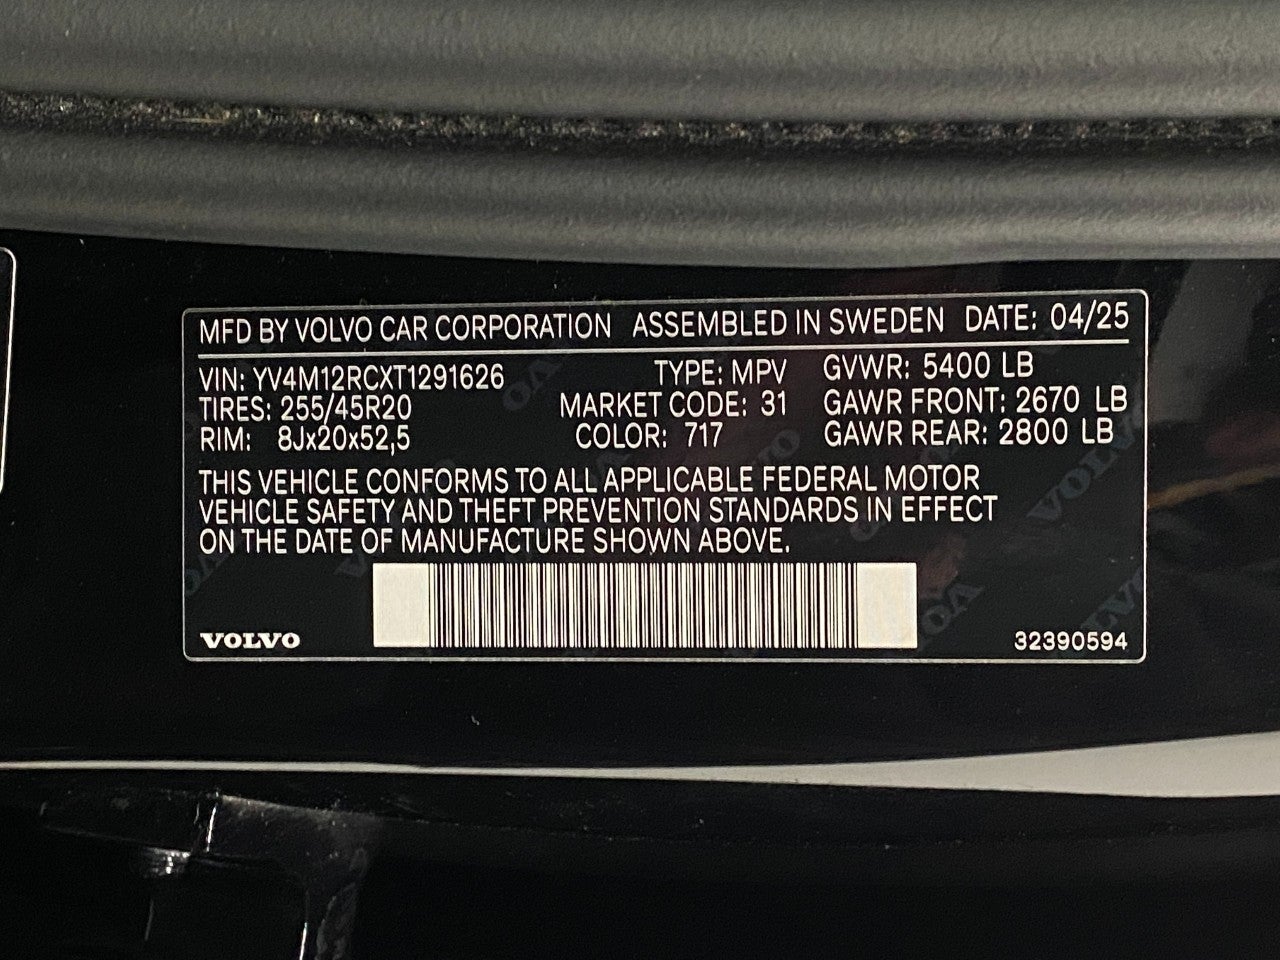 MFD BY VOLVO CAR CORPORATION ASSEMBLED IN SWEDEN DATE: 04/25
VIN: YV4M12RCXT1291626 TYPE: MPV GVWR: 5400 LB
TIRES: 255/45R20 MARKET CODE: 31 GAWR FRONT: 2670 LB
RIM: 8Jx20x52,5 COLOR: 717 GAWR REAR: 2800 LB
THIS VEHICLE CONFORMS TO ALL APPLICABLE FEDERAL MOTOR
VEHICLE SAFETY AND THEFT PREVENTION STANDARDS IN EFFECT
ON THE DATE OF MANUFACTURE SHOWN ABOVE.
VOLVO 32390594